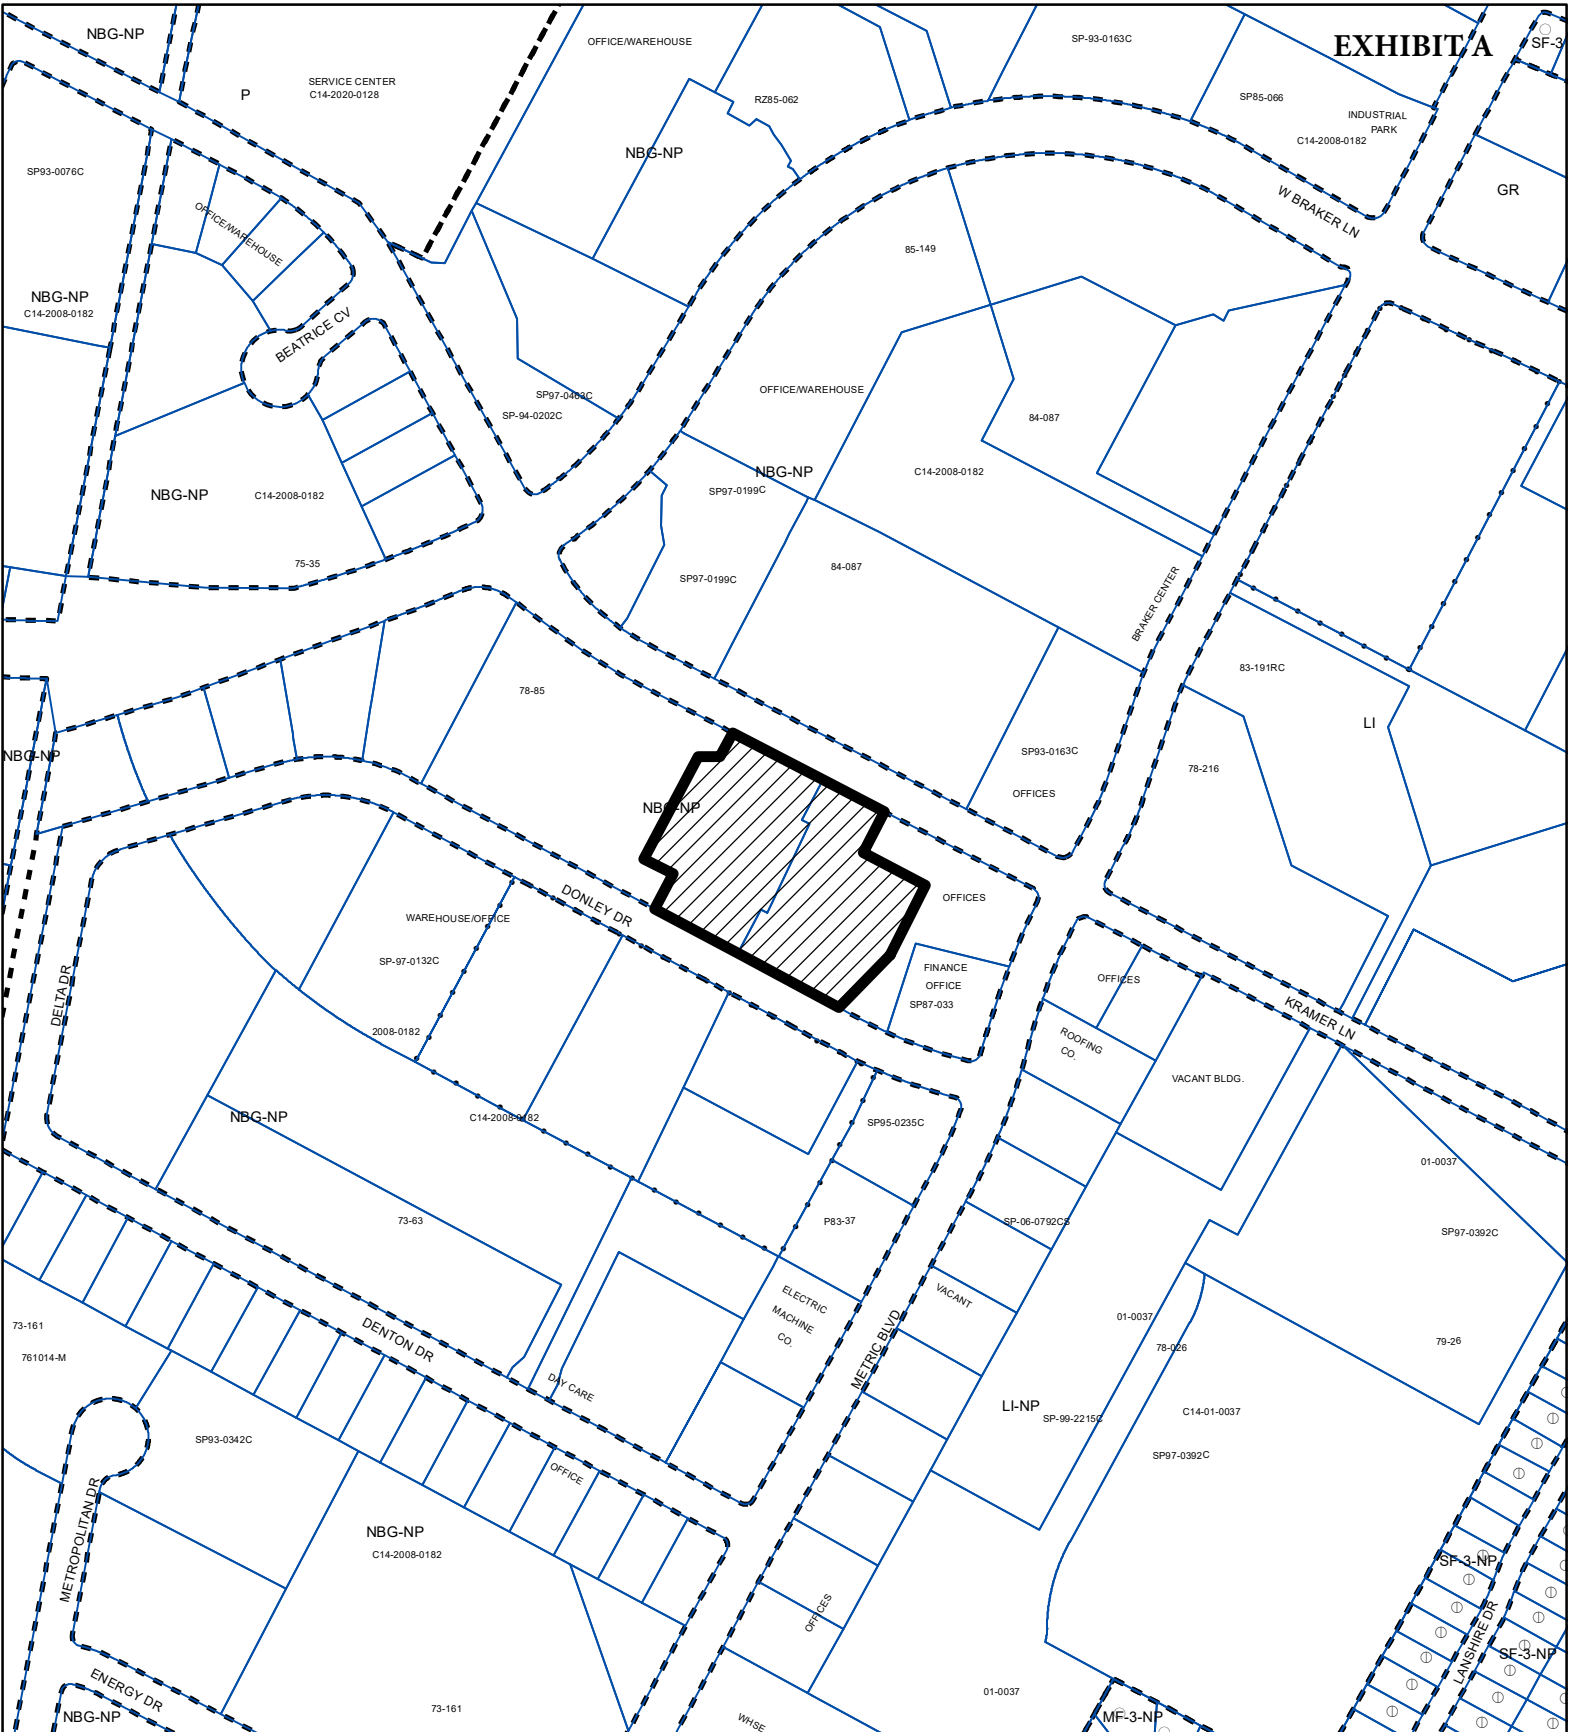 EXHIBIT A
NBG-NP
P
SERVICE CENTER
C14-2020-0128
OFFICE/WAREHOUSE
SP-93-0163C
SF-3
RZ85-062
SP85-066
INDUSTRIAL
PARK
C14-2008-0182
NBG-NP
SP93-0076C
GR
OFFICE/WAREHOUSE
W BRAKER LN
85-149
NBG-NP
C14-2008-0182
BEATRICE CV
SP97-0463C
SP-94-0202C
OFFICE/WAREHOUSE
84-087
NBG-NP
C14-2008-0182
NBG-NP
C14-2008-0182
SP97-0199C
75-35
SP97-0199C
84-087
BRAKER CENTER
83-191RC
78-85
LI
NBG-NP
SP93-0163C
78-216
OFFICES
NBG-NP
DONLEY DR
OFFICES
WAREHOUSE/OFFICE
SP-97-0132C
FINANCE
OFFICE
SP87-033
OFFICES
DELTA DR
2008-0182
KRAMER LN
ROOFING
CO.
VACANT BLDG.
NBG-NP
C14-2008-0182
SP95-0235C
01-0037
73-63
P83-37
SP-06-0792CS
SP97-0392C
ELECTRIC
MACHINE
CO.
VACANT
73-161
761014-M
DENTON DR
METRIC BLVD
01-0037
78-026
79-26
DAY CARE
LI-NP
SP-99-2215C
C14-01-0037
SP93-0342C
SP97-0392C
OFFICE
METROPOLITAN DR
NBG-NP
C14-2008-0182
SF-3-NP
OFFICES
LANSHIRE DR
SF-3-NP
ENERGY DR
01-0037
NBG-NP
73-161
WHSE
MF-3-NP